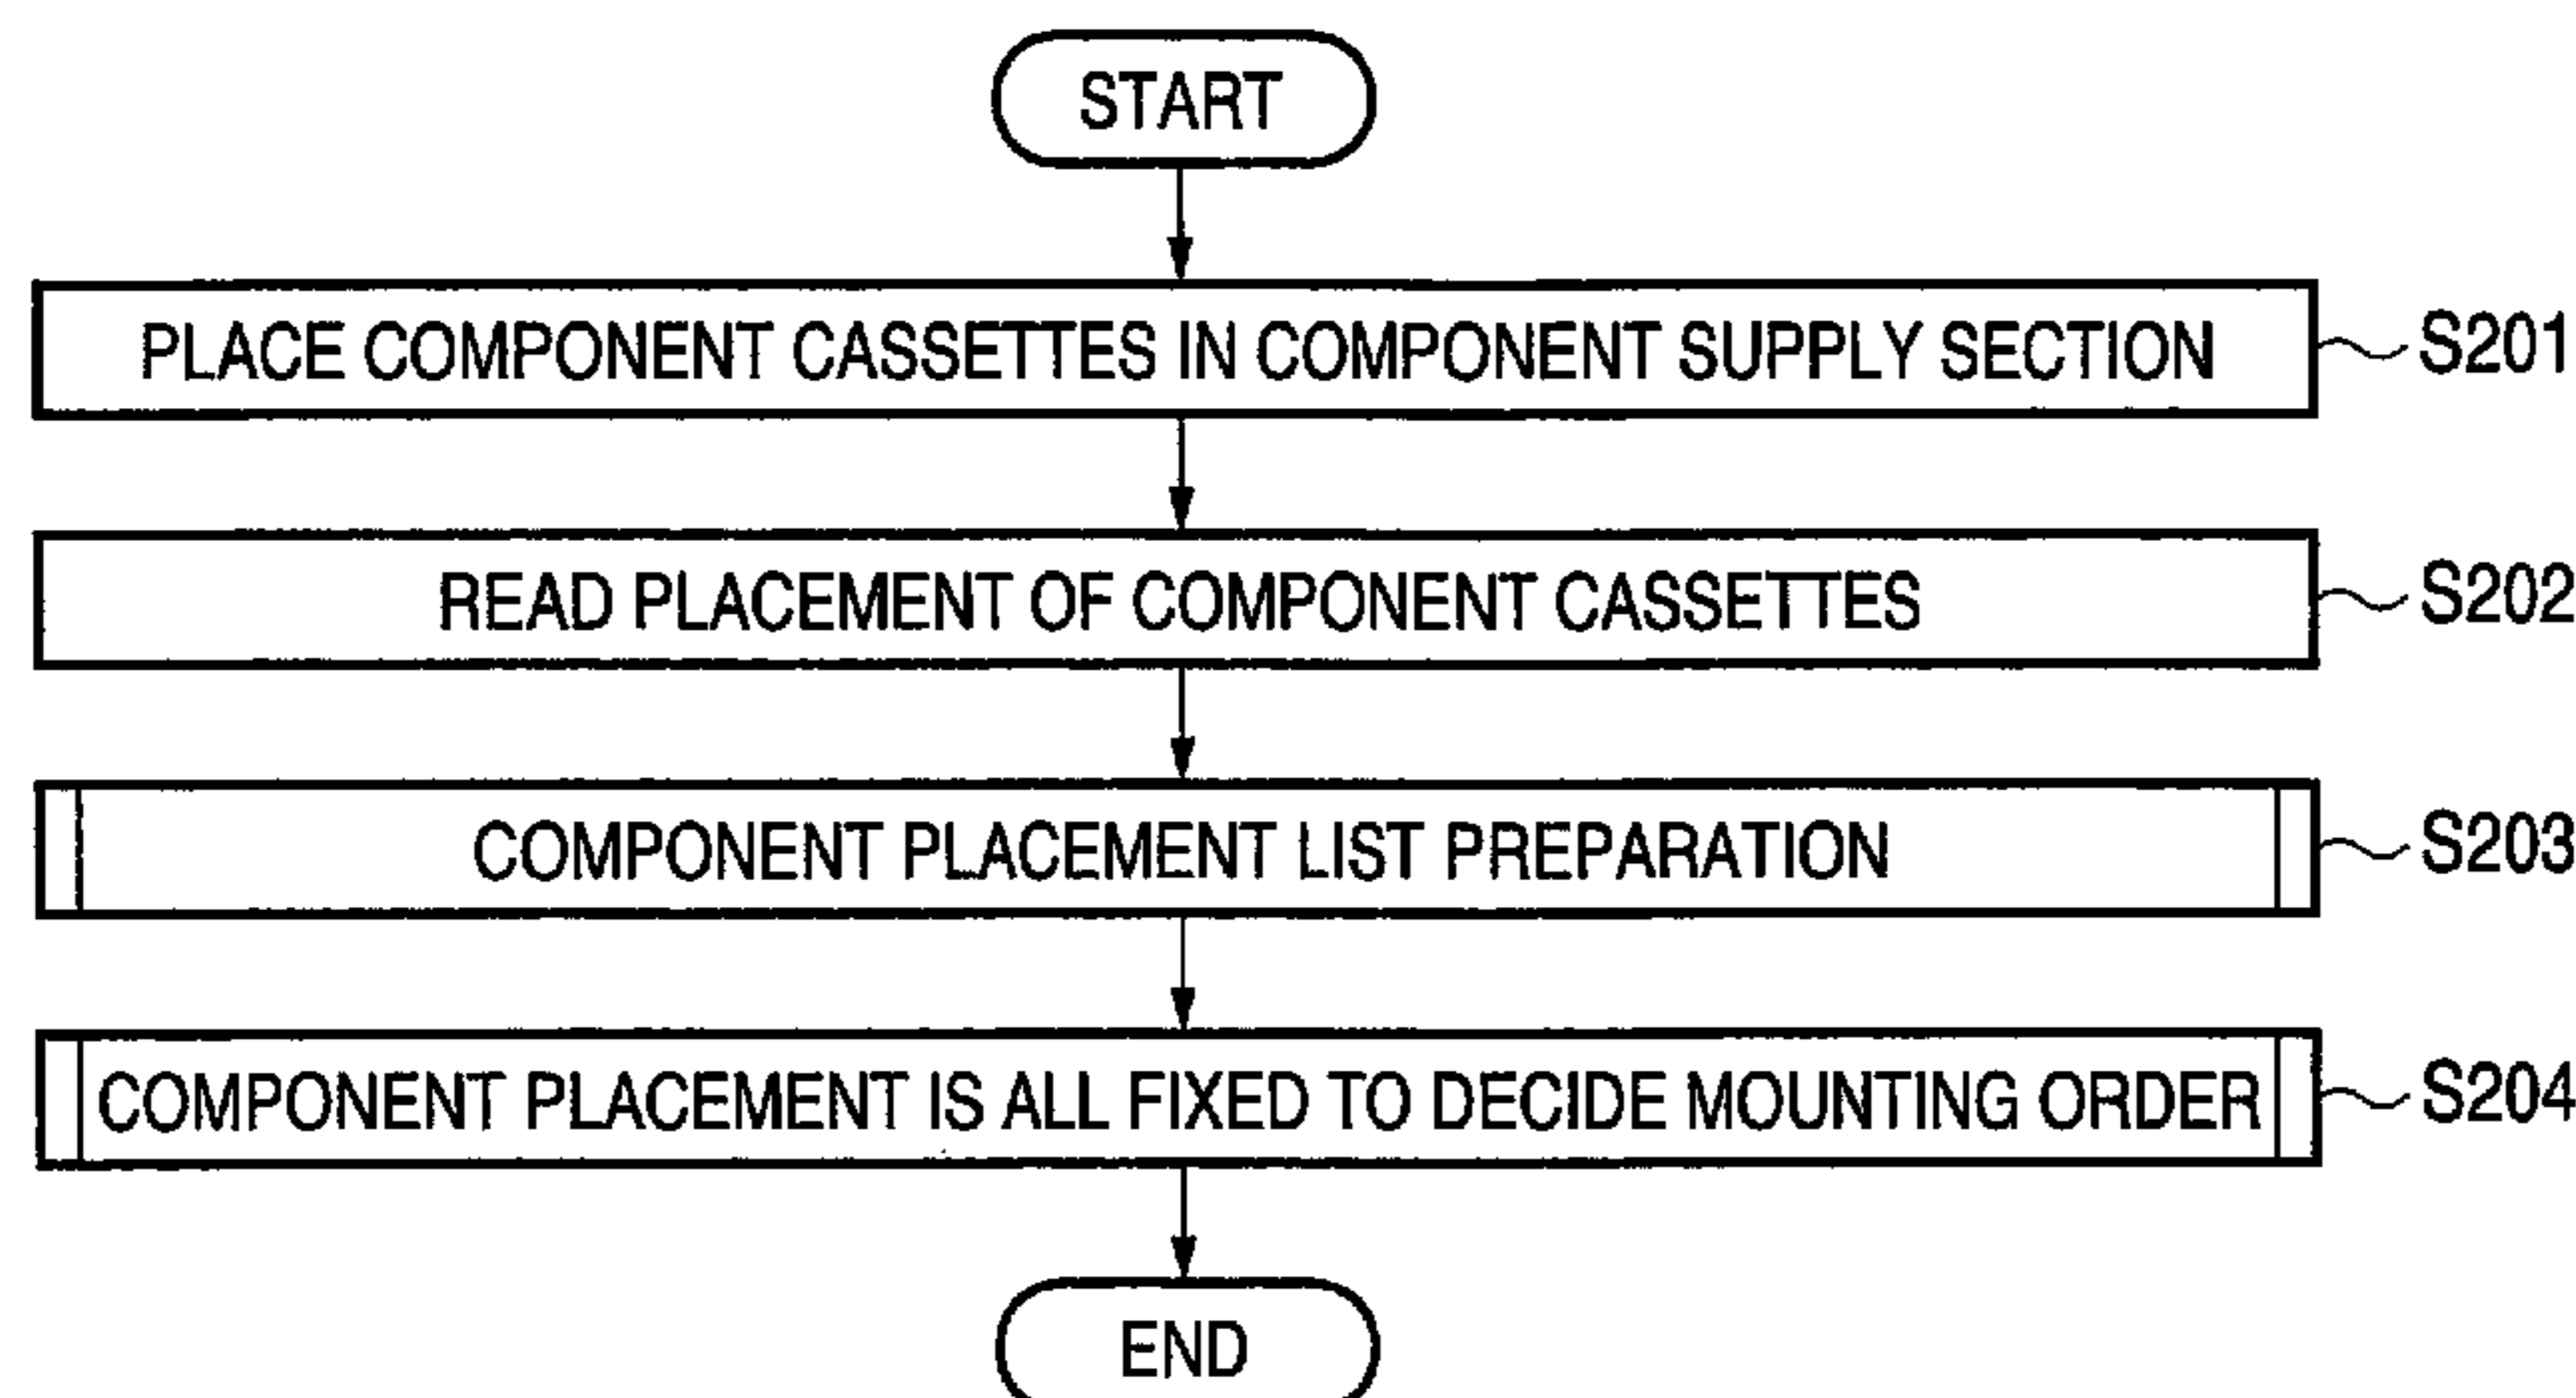 START
PLACE COMPONENT CASSETTES IN COMPONENT SUPPLY SECTION S201
READ PLACEMENT OF COMPONENT CASSETTES S202
COMPONENT PLACEMENT LIST PREPARATION S203
COMPONENT PLACEMENT IS ALL FIXED TO DECIDE MOUNTING ORDER S204
END